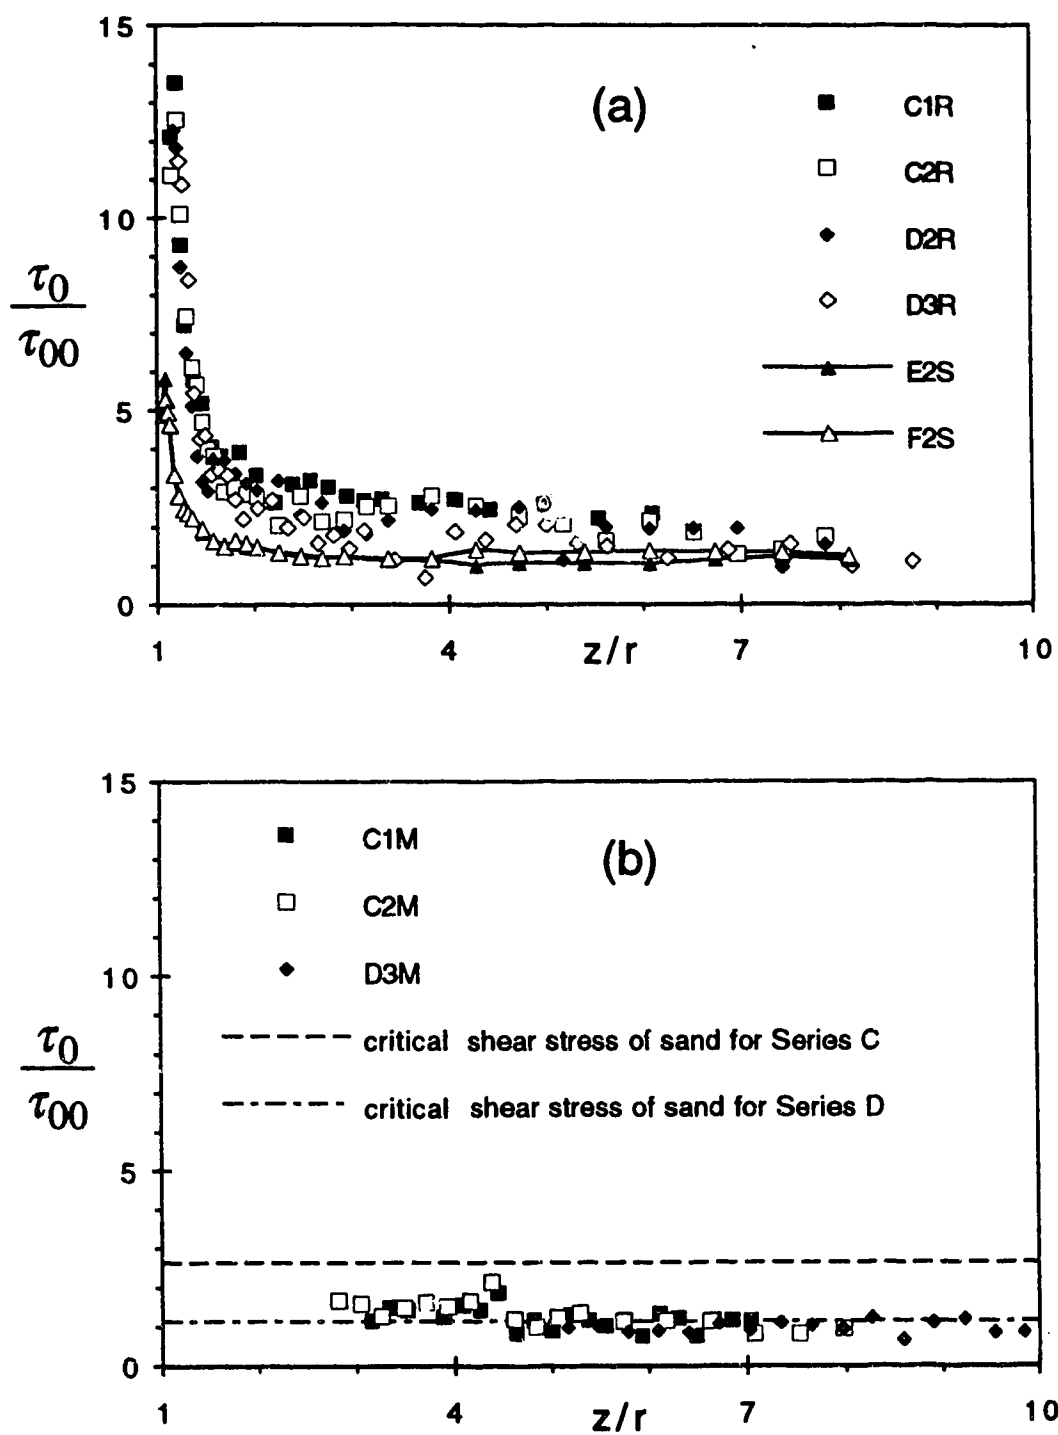 15
(a)
C1R
C2R
10
D2R
τ0
τ00
D3R
E2S
5
F2S
0
1 4 z/r 7 10
15
C1M
(b)
C2M
D3M
10
τ0
τ00
critical shear stress of sand for Series C
critical shear stress of sand for Series D
5
0
1 4 z/r 7 10